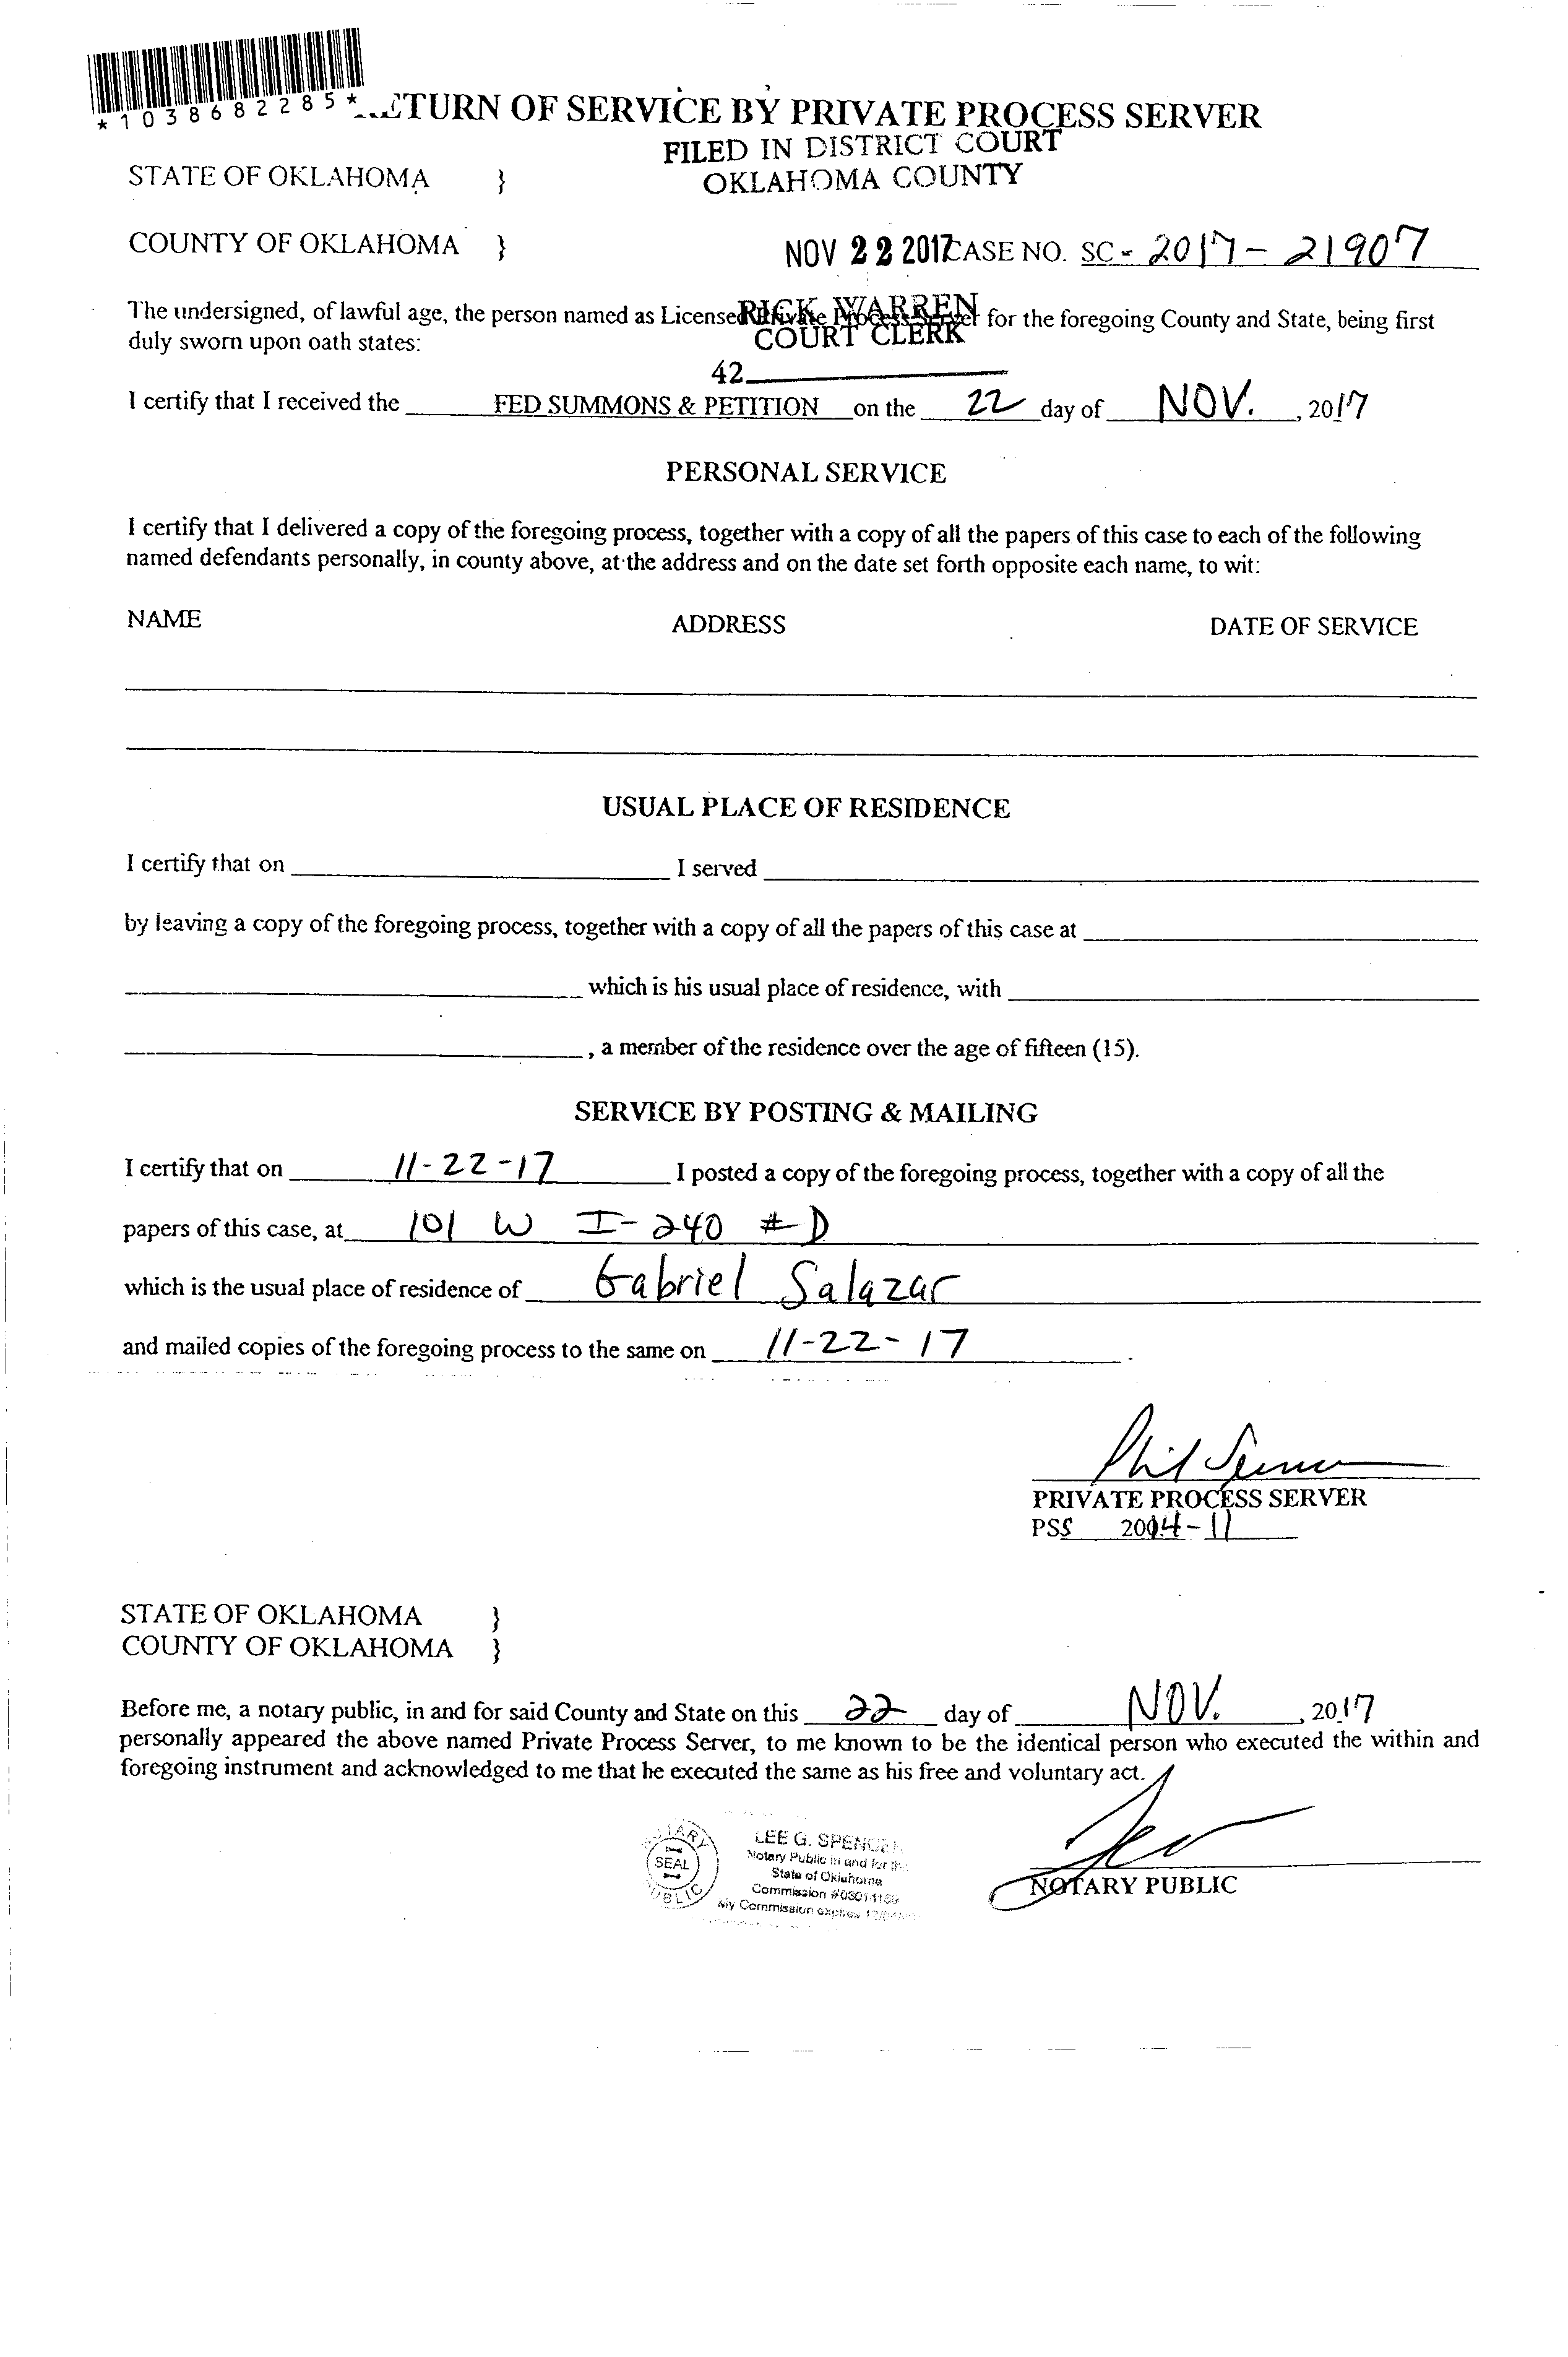 *1038682285*
ETURN OF SERVICE BY PRIVATE PROCESS SERVER
FILED IN DISTRICT COURT
STATE OF OKLAHOMA }
OKLAHOMA COUNTY
COUNTY OF OKLAHOMA }
NOV 22 2017 CASE NO. SC - 2017 - 21907
The undersigned, of lawful age, the person named as Licensed Private Process Server for the foregoing County and State, being first
RICK WARREN
duly sworn upon oath states:
COURT CLERK
42
I certify that I received the FED SUMMONS & PETITION on the 22 day of NOV. , 2017
PERSONAL SERVICE
I certify that I delivered a copy of the foregoing process, together with a copy of all the papers of this case to each of the following
named defendants personally, in county above, at the address and on the date set forth opposite each name, to wit:
NAME ADDRESS DATE OF SERVICE
USUAL PLACE OF RESIDENCE
I certify that on I served
by leaving a copy of the foregoing process, together with a copy of all the papers of this case at
which is his usual place of residence, with
, a member of the residence over the age of fifteen (15).
SERVICE BY POSTING & MAILING
I certify that on 11-22-17 I posted a copy of the foregoing process, together with a copy of all the
papers of this case, at 101 W I-240 #D
which is the usual place of residence of Gabriel Salazar
and mailed copies of the foregoing process to the same on 11-22-17 .
PRIVATE PROCESS SERVER
PSS 2004-11
STATE OF OKLAHOMA }
COUNTY OF OKLAHOMA }
Before me, a notary public, in and for said County and State on this 22 day of NOV. , 2017
personally appeared the above named Private Process Server, to me known to be the identical person who executed the within and
foregoing instrument and acknowledged to me that he executed the same as his free and voluntary act.
NOTARY PUBLIC
SEAL
LEE G.
Notary Public in and for the
State of Oklahoma
Commission
My Commission expires
NOTARY PUBLIC